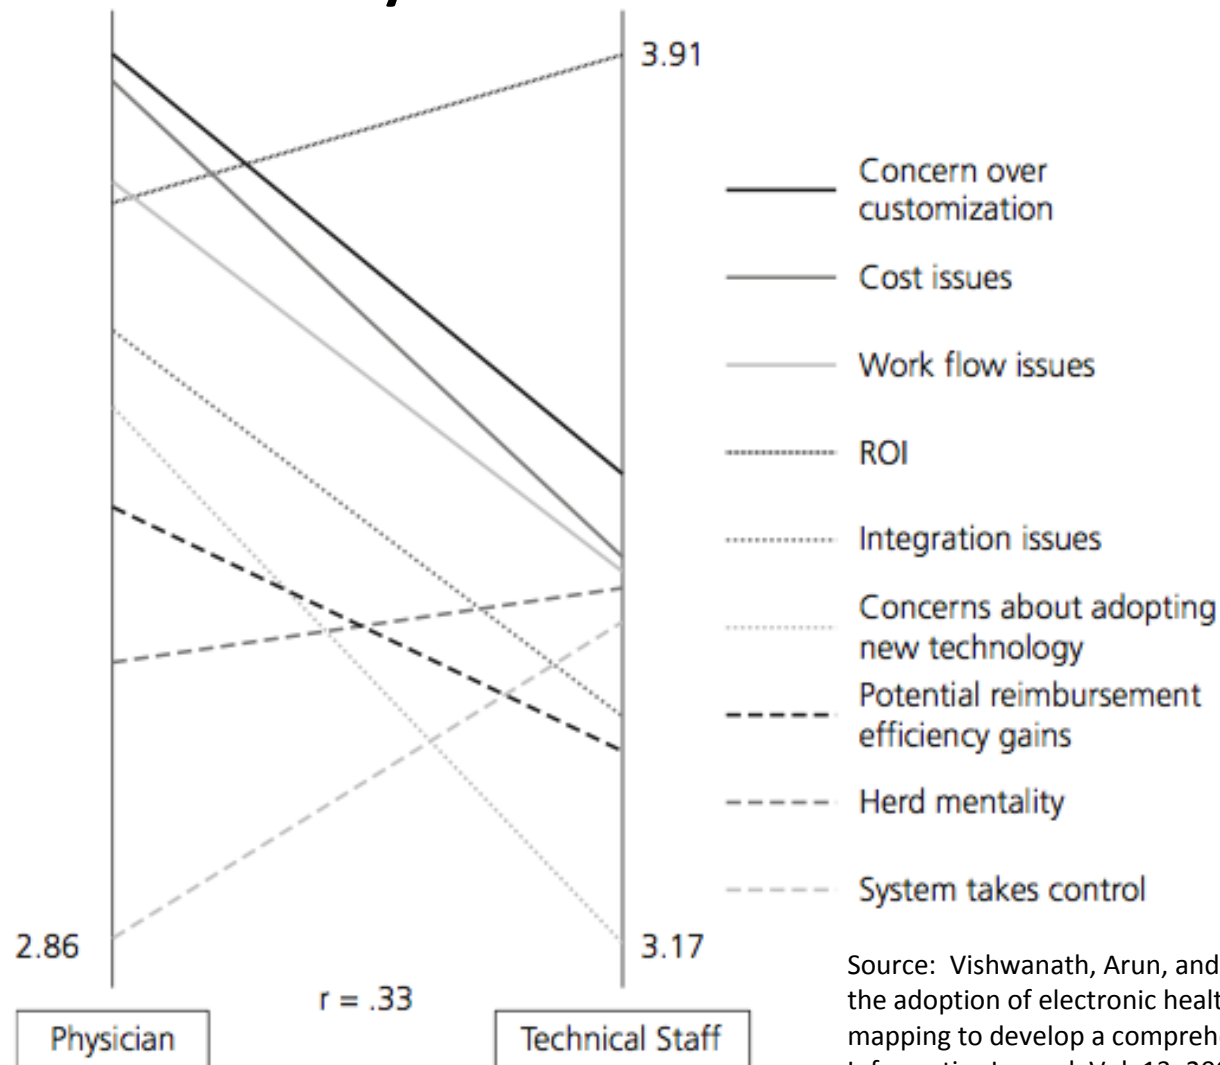 3.91
Concern over
customization
Cost issues
Work flow issues
ROI
Integration issues
Concerns about adopting
new technology
Potential reimbursement
efficiency gains
Herd mentality
System takes control
2.86
3.17
r = .33
Physician
Technical Staff
Source: Vishwanath, Arun, and
the adoption of electronic healt
mapping to develop a comprehe